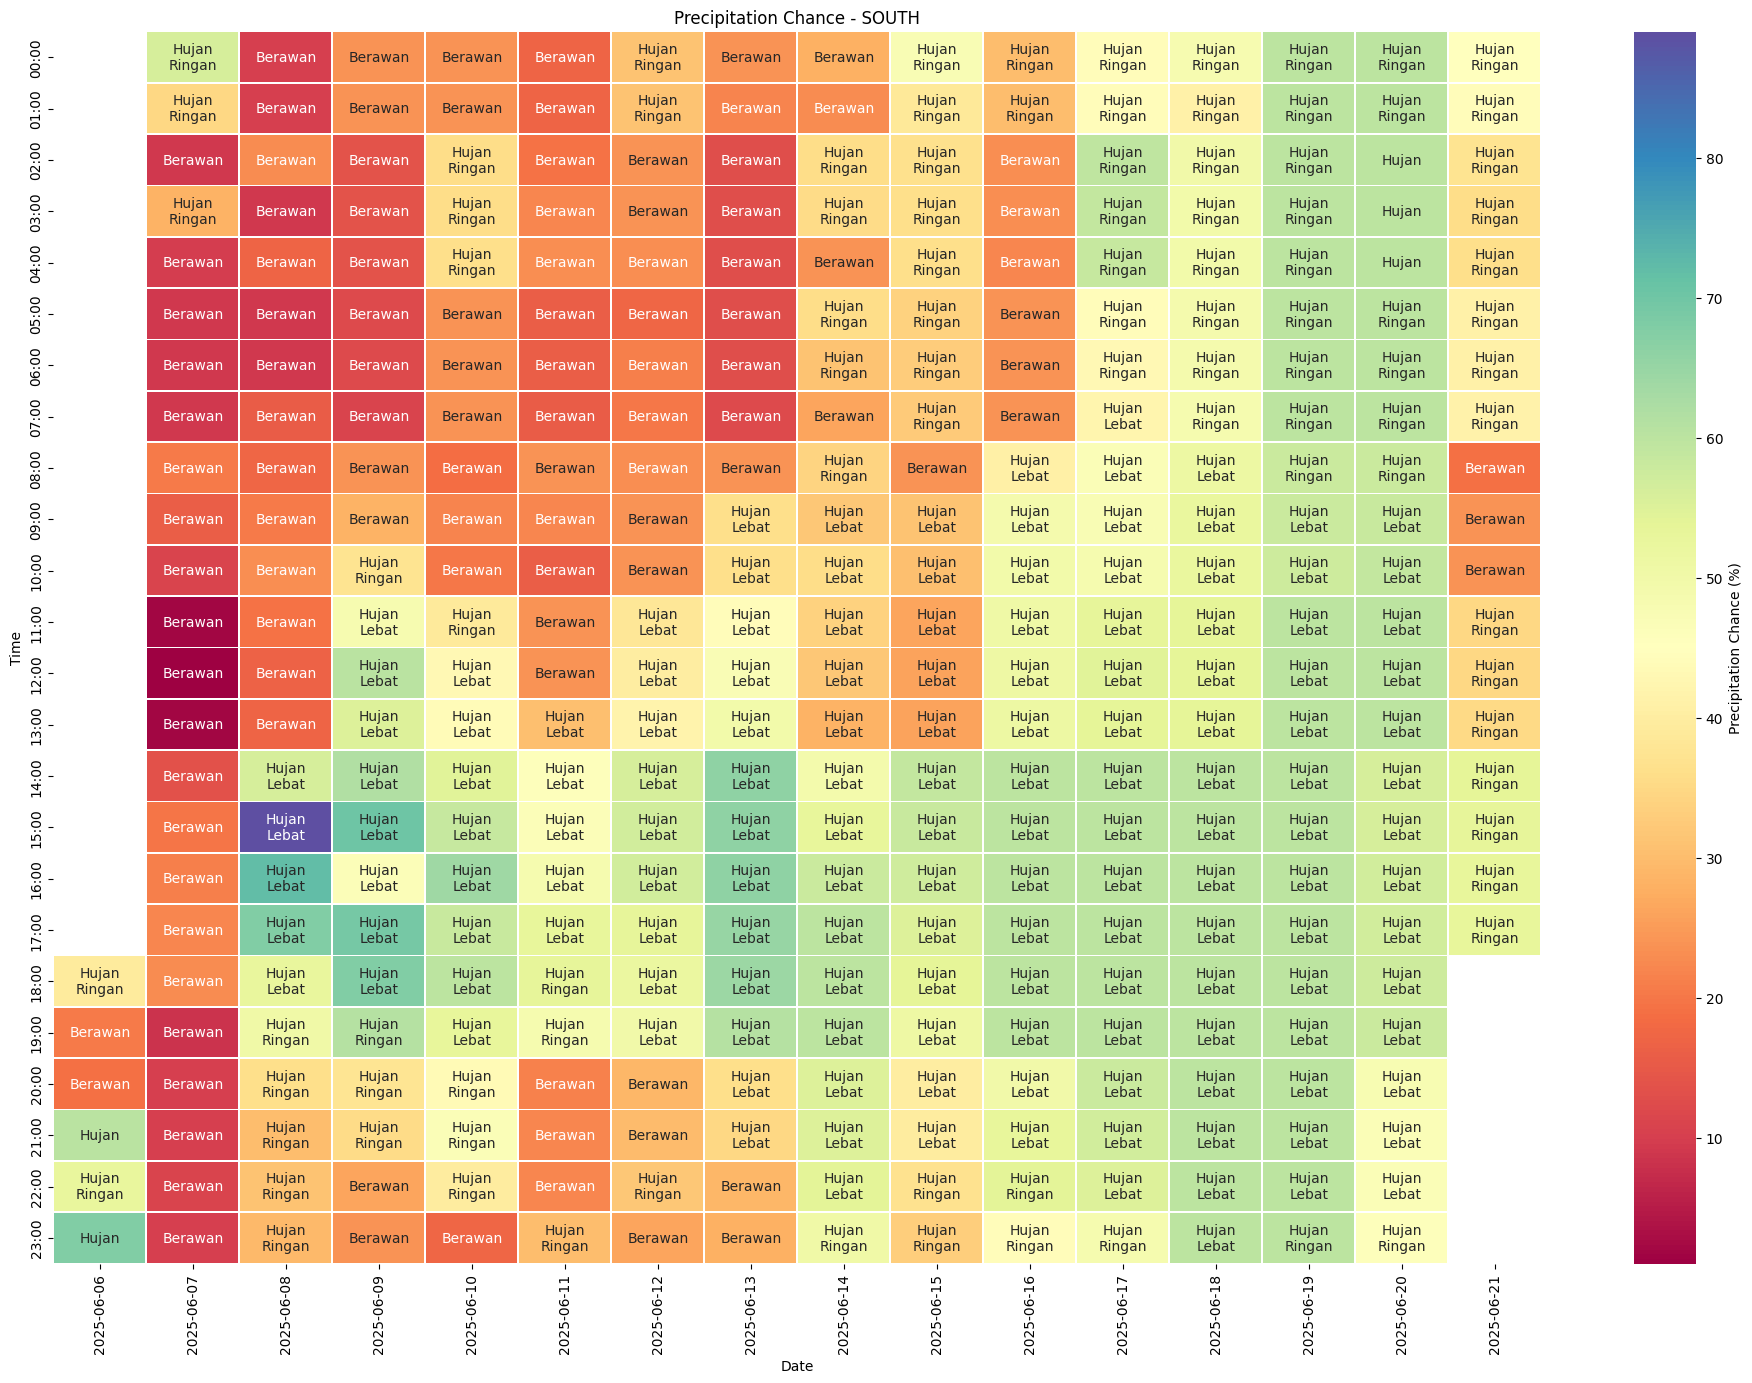 Precipitation Chance - SOUTH
00:00 Hujan Ringan Berawan Berawan Berawan Berawan Hujan Ringan Berawan Berawan Hujan Ringan Hujan Ringan Hujan Ringan Hujan Ringan Hujan Ringan Hujan Ringan Hujan Ringan
01:00 Hujan Ringan Berawan Berawan Berawan Berawan Hujan Ringan Berawan Berawan Hujan Ringan Hujan Ringan Hujan Ringan Hujan Ringan Hujan Ringan Hujan Ringan Hujan Ringan
02:00 Berawan Berawan Berawan Hujan Ringan Berawan Berawan Berawan Hujan Ringan Hujan Ringan Berawan Hujan Ringan Hujan Ringan Hujan Ringan Hujan Hujan Ringan
03:00 Hujan Ringan Berawan Berawan Hujan Ringan Berawan Berawan Berawan Hujan Ringan Hujan Ringan Berawan Hujan Ringan Hujan Ringan Hujan Ringan Hujan Hujan Ringan
04:00 Berawan Berawan Berawan Hujan Ringan Berawan Berawan Berawan Berawan Hujan Ringan Berawan Hujan Ringan Hujan Ringan Hujan Ringan Hujan Hujan Ringan
05:00 Berawan Berawan Berawan Berawan Berawan Berawan Berawan Hujan Ringan Hujan Ringan Berawan Hujan Ringan Hujan Ringan Hujan Ringan Hujan Ringan Hujan Ringan
06:00 Berawan Berawan Berawan Berawan Berawan Berawan Berawan Hujan Ringan Hujan Ringan Berawan Hujan Ringan Hujan Ringan Hujan Ringan Hujan Ringan Hujan Ringan
07:00 Berawan Berawan Berawan Berawan Berawan Berawan Berawan Berawan Hujan Ringan Berawan Hujan Lebat Hujan Ringan Hujan Ringan Hujan Ringan Hujan Ringan
08:00 Berawan Berawan Berawan Berawan Berawan Berawan Berawan Hujan Ringan Berawan Hujan Lebat Hujan Lebat Hujan Lebat Hujan Ringan Hujan Ringan Berawan
09:00 Berawan Berawan Berawan Berawan Berawan Berawan Hujan Lebat Hujan Lebat Hujan Lebat Hujan Lebat Hujan Lebat Hujan Lebat Hujan Lebat Hujan Lebat Berawan
10:00 Berawan Berawan Hujan Ringan Berawan Berawan Berawan Hujan Lebat Hujan Lebat Hujan Lebat Hujan Lebat Hujan Lebat Hujan Lebat Hujan Lebat Hujan Lebat Berawan
11:00 Berawan Berawan Hujan Lebat Hujan Ringan Berawan Hujan Lebat Hujan Lebat Hujan Lebat Hujan Lebat Hujan Lebat Hujan Lebat Hujan Lebat Hujan Lebat Hujan Lebat Hujan Ringan
12:00 Berawan Berawan Hujan Lebat Hujan Lebat Berawan Hujan Lebat Hujan Lebat Hujan Lebat Hujan Lebat Hujan Lebat Hujan Lebat Hujan Lebat Hujan Lebat Hujan Lebat Hujan Ringan
13:00 Berawan Berawan Hujan Lebat Hujan Lebat Hujan Lebat Hujan Lebat Hujan Lebat Hujan Lebat Hujan Lebat Hujan Lebat Hujan Lebat Hujan Lebat Hujan Lebat Hujan Lebat Hujan Ringan
14:00 Berawan Hujan Lebat Hujan Lebat Hujan Lebat Hujan Lebat Hujan Lebat Hujan Lebat Hujan Lebat Hujan Lebat Hujan Lebat Hujan Lebat Hujan Lebat Hujan Lebat Hujan Lebat Hujan Ringan
15:00 Berawan Hujan Lebat Hujan Lebat Hujan Lebat Hujan Lebat Hujan Lebat Hujan Lebat Hujan Lebat Hujan Lebat Hujan Lebat Hujan Lebat Hujan Lebat Hujan Lebat Hujan Lebat Hujan Ringan
16:00 Berawan Hujan Lebat Hujan Lebat Hujan Lebat Hujan Lebat Hujan Lebat Hujan Lebat Hujan Lebat Hujan Lebat Hujan Lebat Hujan Lebat Hujan Lebat Hujan Lebat Hujan Lebat Hujan Ringan
17:00 Berawan Hujan Lebat Hujan Lebat Hujan Lebat Hujan Lebat Hujan Lebat Hujan Lebat Hujan Lebat Hujan Lebat Hujan Lebat Hujan Lebat Hujan Lebat Hujan Lebat Hujan Lebat Hujan Ringan
18:00 Hujan Ringan Berawan Hujan Lebat Hujan Lebat Hujan Lebat Hujan Ringan Hujan Lebat Hujan Lebat Hujan Lebat Hujan Lebat Hujan Lebat Hujan Lebat Hujan Lebat Hujan Lebat Hujan Lebat
19:00 Berawan Berawan Hujan Ringan Hujan Ringan Hujan Lebat Hujan Ringan Hujan Lebat Hujan Lebat Hujan Lebat Hujan Lebat Hujan Lebat Hujan Lebat Hujan Lebat Hujan Lebat Hujan Lebat
20:00 Berawan Berawan Hujan Ringan Hujan Ringan Hujan Ringan Berawan Berawan Hujan Lebat Hujan Lebat Hujan Lebat Hujan Lebat Hujan Lebat Hujan Lebat Hujan Lebat Hujan Lebat
21:00 Hujan Berawan Hujan Ringan Hujan Ringan Hujan Ringan Berawan Berawan Hujan Lebat Hujan Lebat Hujan Lebat Hujan Lebat Hujan Lebat Hujan Lebat Hujan Lebat Hujan Lebat
22:00 Hujan Ringan Berawan Hujan Ringan Berawan Hujan Ringan Berawan Hujan Ringan Berawan Hujan Lebat Hujan Ringan Hujan Ringan Hujan Lebat Hujan Lebat Hujan Lebat Hujan Lebat
23:00 Hujan Berawan Hujan Ringan Berawan Berawan Hujan Ringan Berawan Berawan Hujan Ringan Hujan Ringan Hujan Ringan Hujan Ringan Hujan Lebat Hujan Ringan Hujan Ringan
2025-06-06 2025-06-07 2025-06-08 2025-06-09 2025-06-10 2025-06-11 2025-06-12 2025-06-13 2025-06-14 2025-06-15 2025-06-16 2025-06-17 2025-06-18 2025-06-19 2025-06-20 2025-06-21
Date
Time
80
70
60
50
40
30
20
10
Precipitation Chance (%)